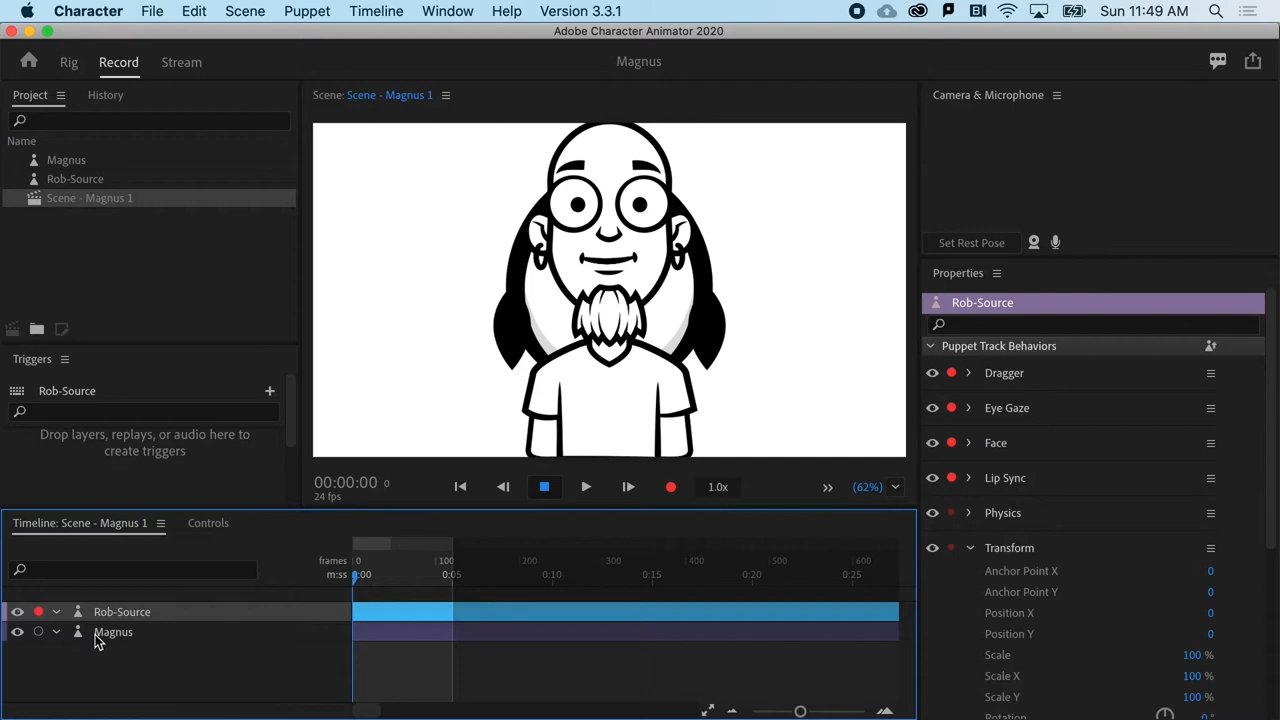 Character File Edit Scene Puppet Timeline Window Help Version 3.3.1 Sun 11:49 AM
Adobe Character Animator 2020
Rig Record Stream Magnus
Project History
Name
Magnus
Rob-Source
Scene - Magnus 1
Triggers
Rob-Source +
Drop layers, replays, or audio here to
create triggers
Scene: Scene - Magnus 1
00:00:00 0
24 fps
1.0x
(62%)
Camera & Microphone
Set Rest Pose
Properties
Rob-Source
Puppet Track Behaviors
Dragger
Eye Gaze
Face
Lip Sync
Physics
Transform
Anchor Point X 0
Anchor Point Y 0
Position X 0
Position Y 0
Scale 100 %
Scale X 100 %
Scale Y 100 %
Rotation 0°
Timeline: Scene - Magnus 1 Controls
frames 0 100 200 300 400 500 600
m:ss 0:00 0:05 0:10 0:15 0:20 0:25
Rob-Source
Magnus